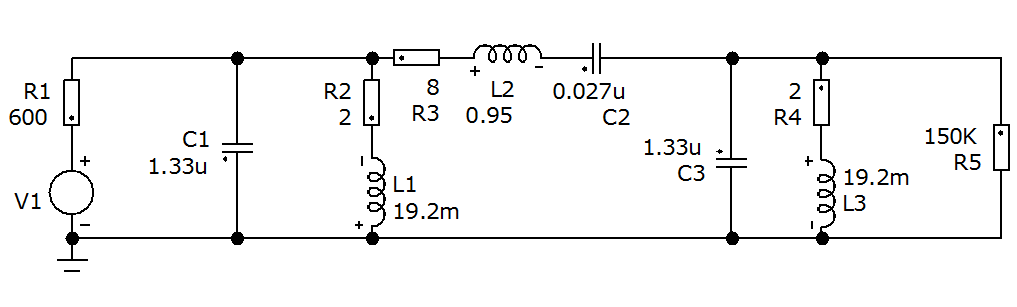 R1
600
V1
C1
1.33u
R2
2
L1
19.2m
8
R3
L2
0.95
0.027u
C2
1.33u
C3
2
R4
19.2m
L3
150K
R5